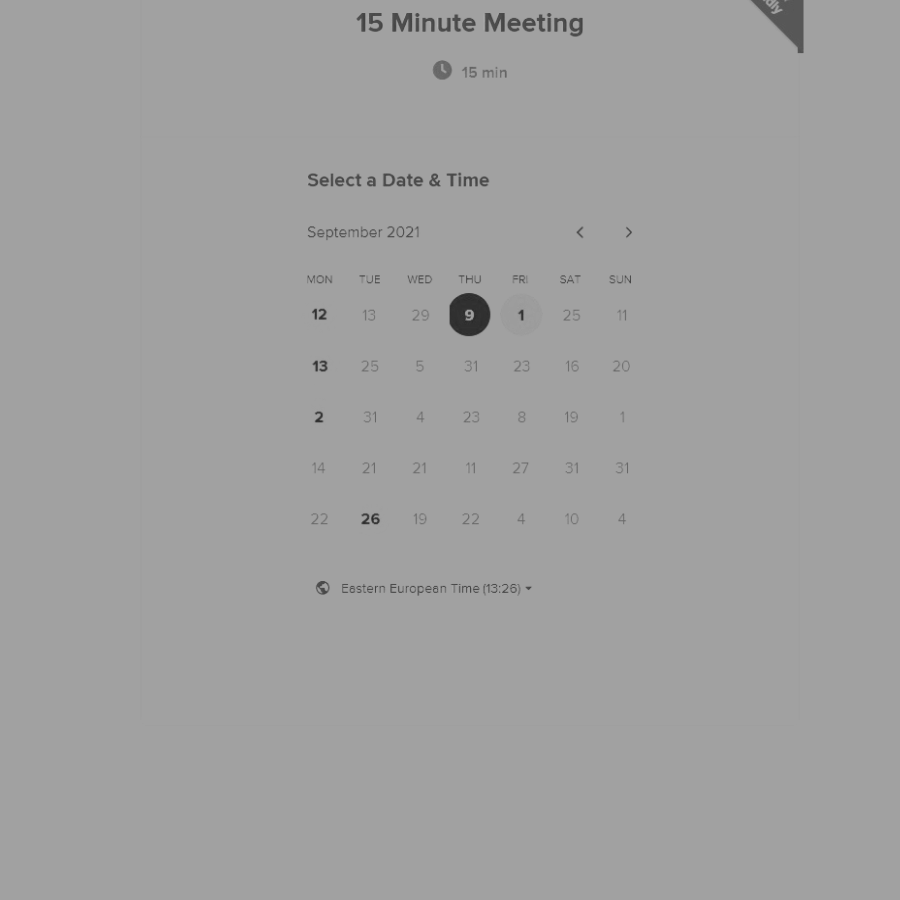 dly
15 Minute Meeting
15 min
Select a Date & Time
September 2021
MON TUE WED THU FRI SAT SUN
12 13 29 9 1 25 11
13 25 5 31 23 16 20
2 31 4 23 8 19 1
14 21 21 11 27 31 31
22 26 19 22 4 10 4
Eastern European Time (13:26)